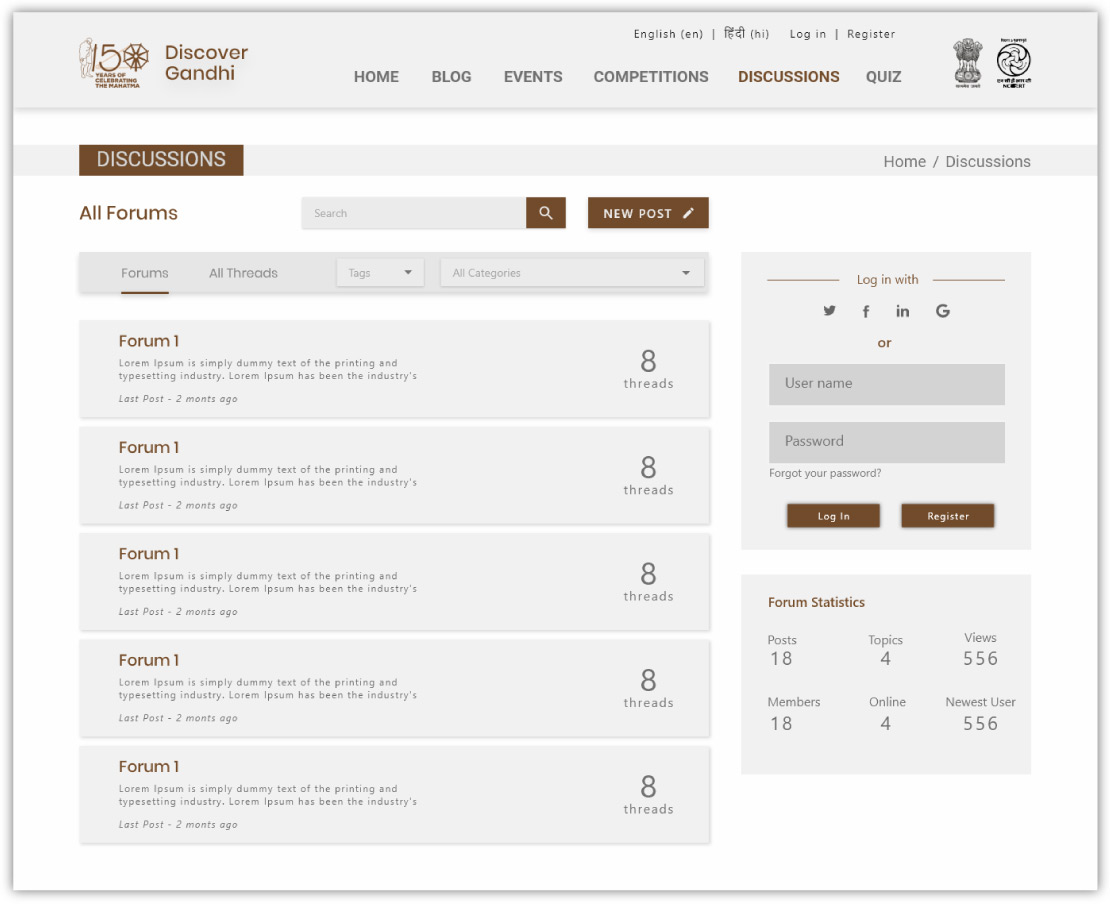 English (en) | हिंदी (hi) Log in | Register
150
YEARS OF
CELEBRATING
THE MAHATMA
Discover
Gandhi
HOME BLOG EVENTS COMPETITIONS DISCUSSIONS QUIZ
NCERT
DISCUSSIONS
Home / Discussions
All Forums
Search
NEW POST
Forums All Threads Tags All Categories
Forum 1
Lorem Ipsum is simply dummy text of the printing and
typesetting industry. Lorem Ipsum has been the industry's
Last Post - 2 monts ago
8
threads
Forum 1
Lorem Ipsum is simply dummy text of the printing and
typesetting industry. Lorem Ipsum has been the industry's
Last Post - 2 monts ago
8
threads
Forum 1
Lorem Ipsum is simply dummy text of the printing and
typesetting industry. Lorem Ipsum has been the industry's
Last Post - 2 monts ago
8
threads
Forum 1
Lorem Ipsum is simply dummy text of the printing and
typesetting industry. Lorem Ipsum has been the industry's
Last Post - 2 monts ago
8
threads
Forum 1
Lorem Ipsum is simply dummy text of the printing and
typesetting industry. Lorem Ipsum has been the industry's
Last Post - 2 monts ago
8
threads
Log in with
or
User name
Password
Forgot your password?
Log In Register
Forum Statistics
Posts Topics Views
18 4 556
Members Online Newest User
18 4 556